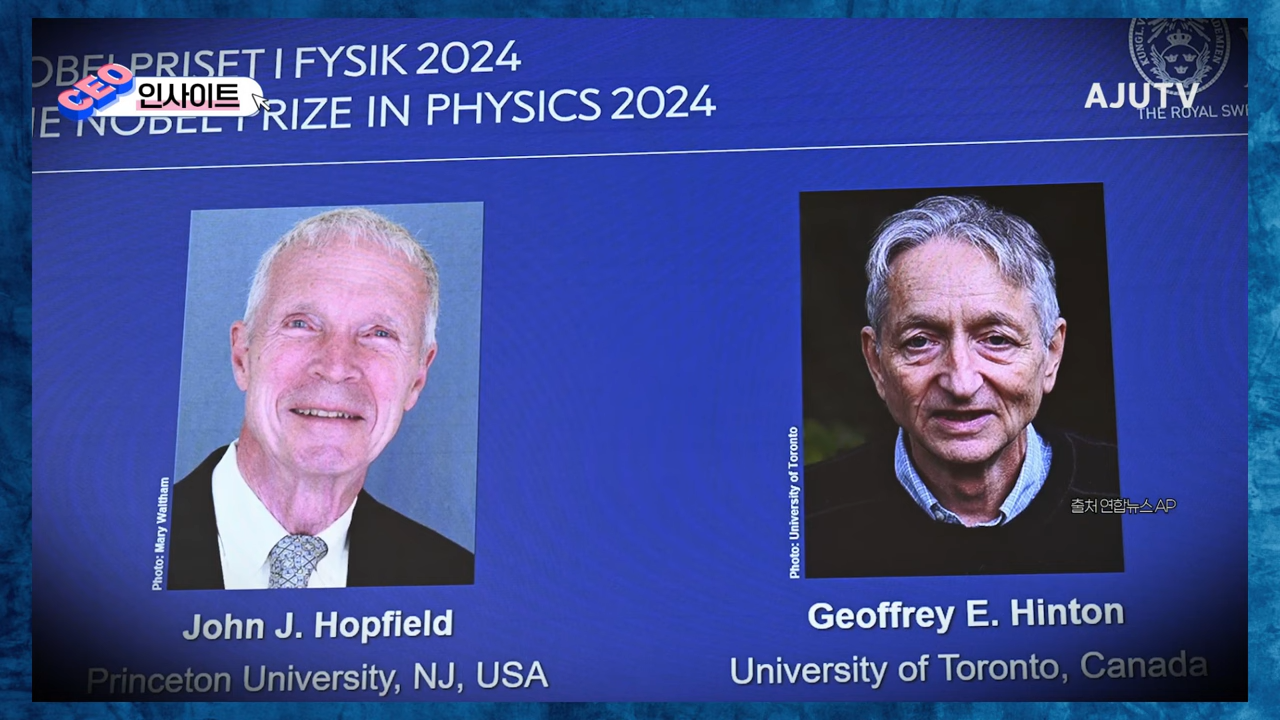 OBELPRISET I FYSIK 2024
CEO 인사이트
THE NOBEL PRIZE IN PHYSICS 2024
AJUTV
THE ROYAL SWE
Photo: Mary Waltham
Photo: University of Toronto
출처 연합뉴스 AP
John J. Hopfield
Geoffrey E. Hinton
Princeton University, NJ, USA
University of Toronto, Canada